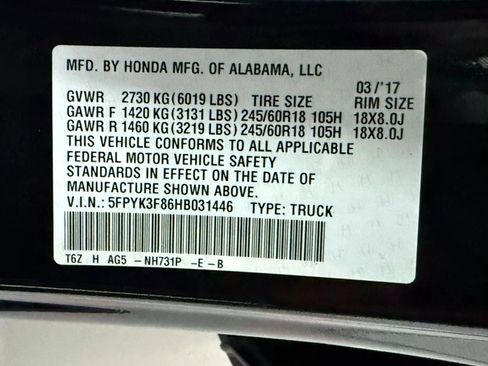 MFD. BY HONDA MFG. OF ALABAMA, LLC
03/'17
GVWR 2730 KG(6019 LBS) TIRE SIZE RIM SIZE
GAWR F 1420 KG(3131 LBS) 245/60R18 105H 18X8.0J
GAWR R 1460 KG(3219 LBS) 245/60R18 105H 18X8.0J
THIS VEHICLE CONFORMS TO ALL APPLICABLE
FEDERAL MOTOR VEHICLE SAFETY
STANDARDS IN EFFECT ON THE DATE OF
MANUFACTURE SHOWN ABOVE.
V.I.N.: 5FPYK3F86HB031446 TYPE: TRUCK
T6Z H AG5 -NH731P -E-B